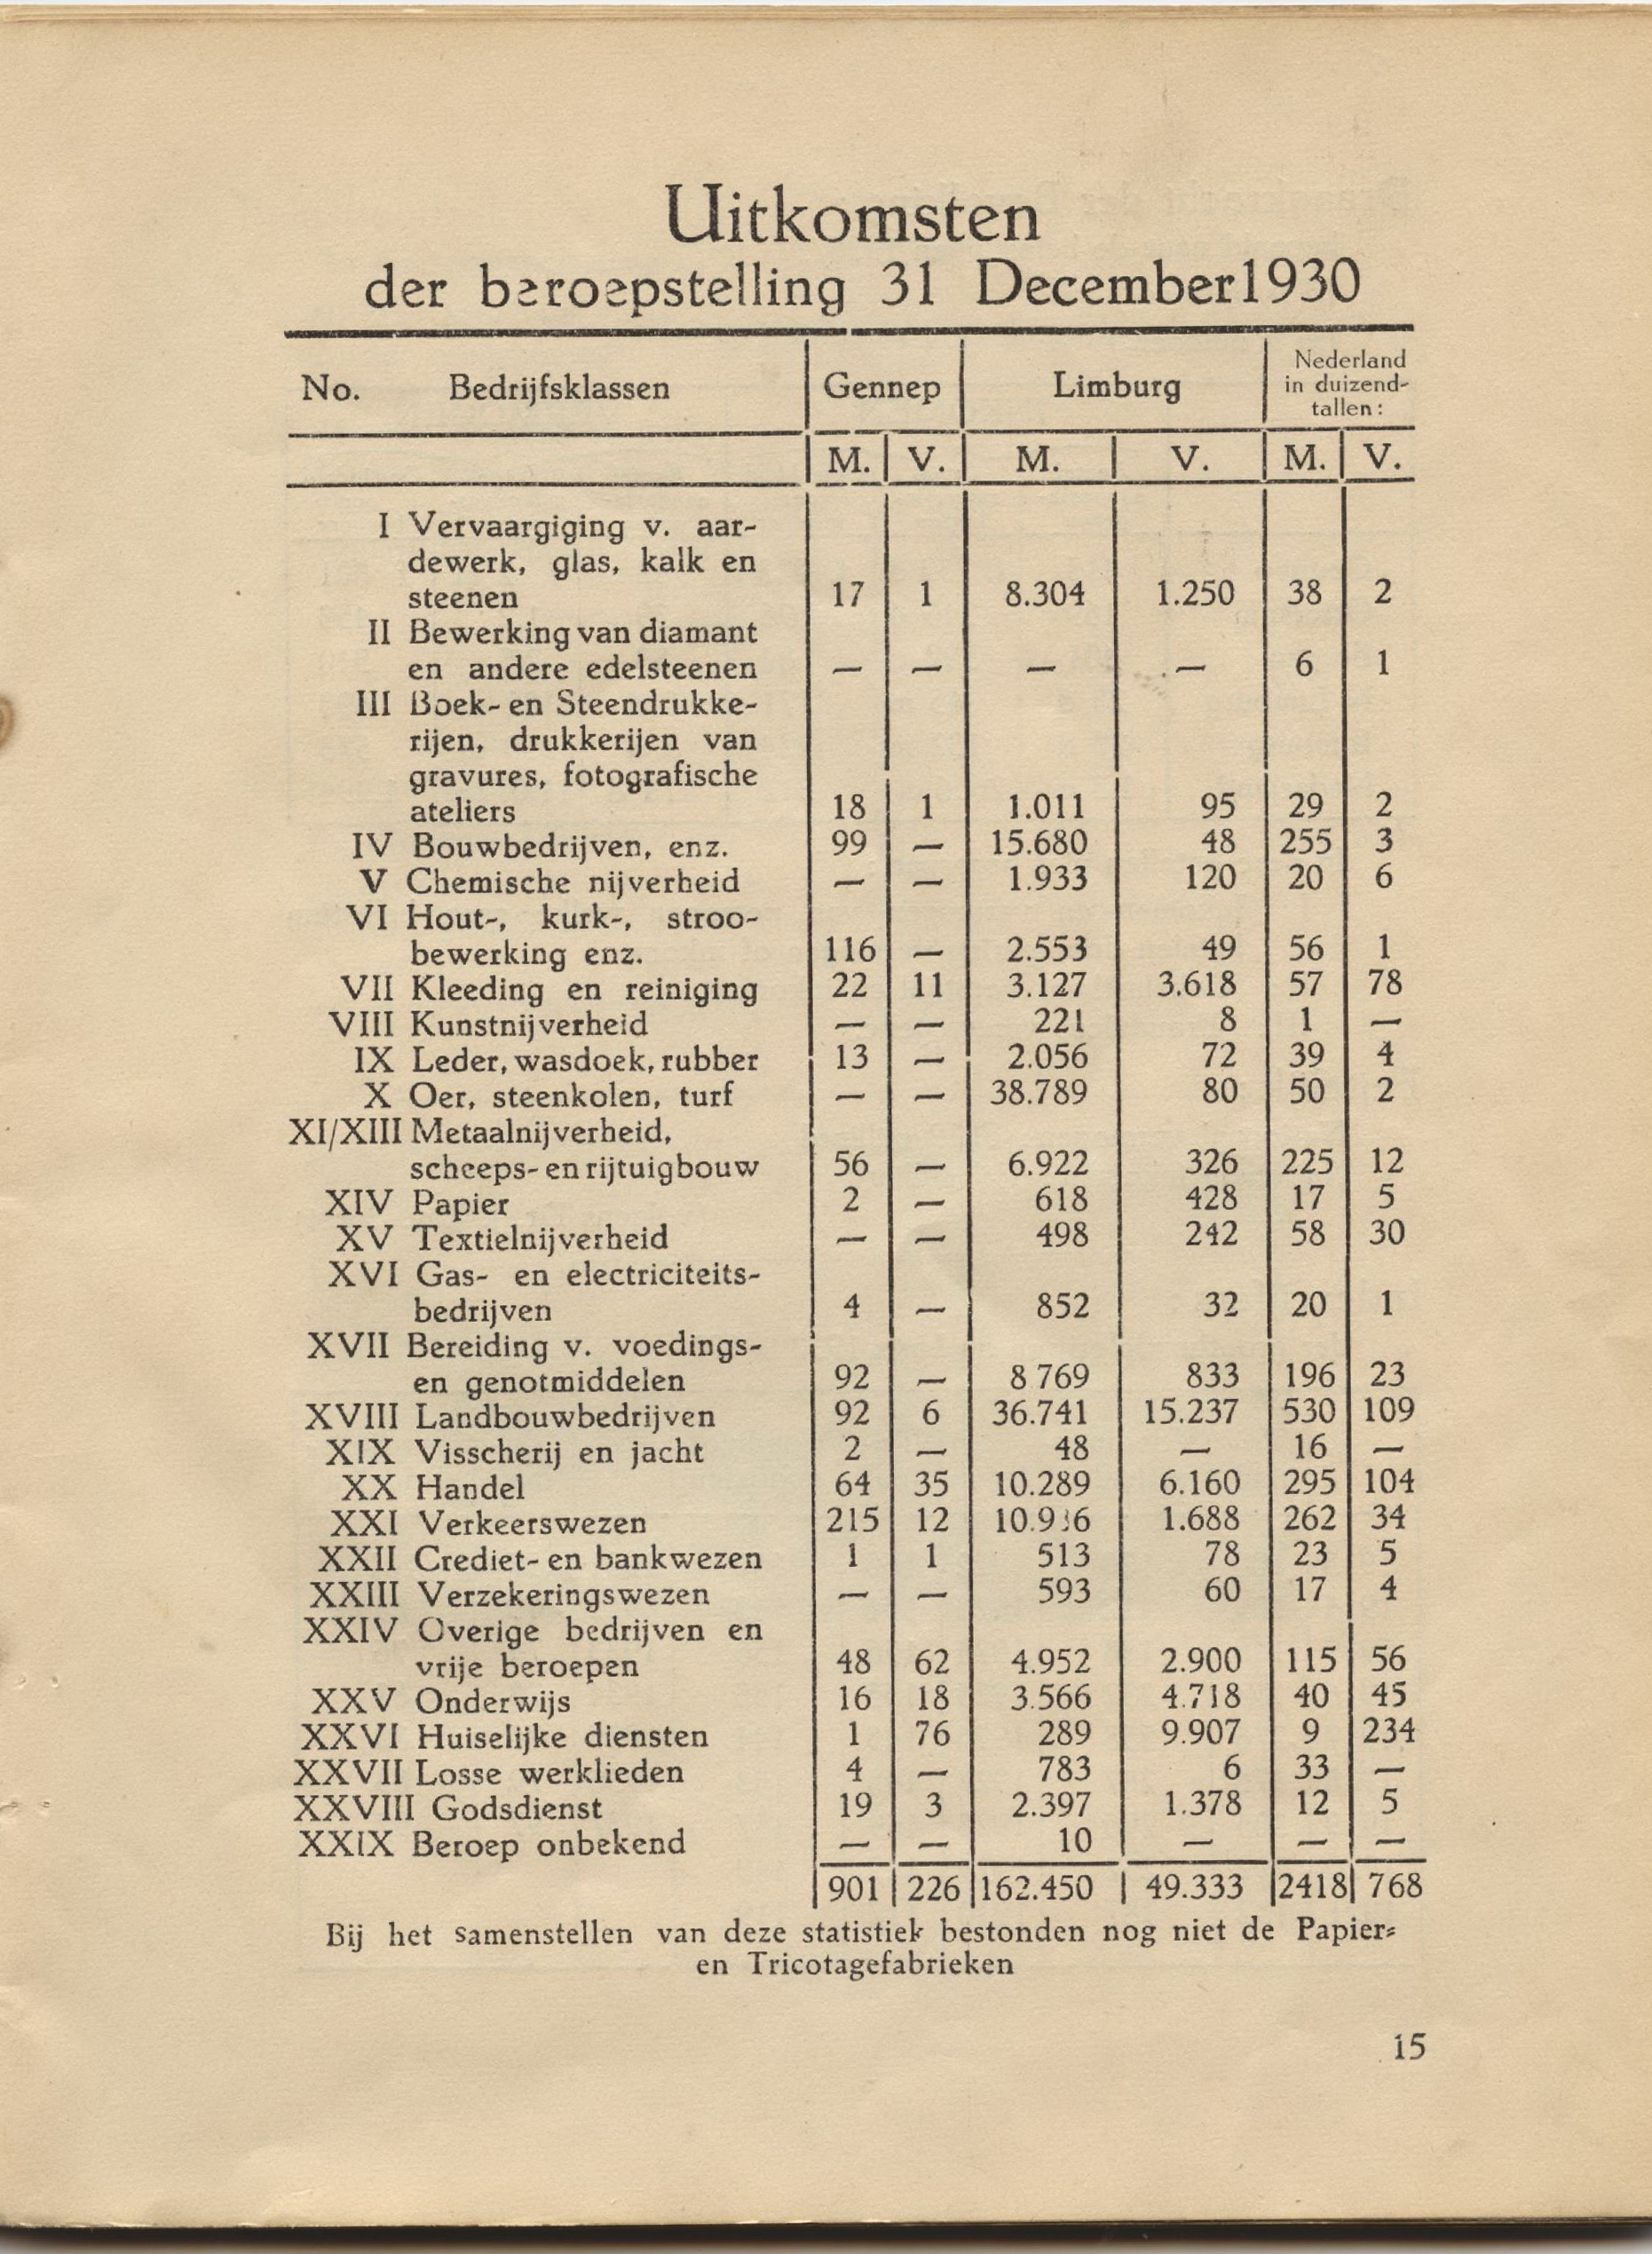 Uitkomsten
der beroepstelling 31 December1930
No. Bedrijfsklassen Gennep Limburg Nederland in duizend-tallen:
M. V. M. V. M. V.
I Vervaargiging v. aar-
dewerk, glas, kalk en
steenen 17 1 8.304 1.250 38 2
II Bewerking van diamant
en andere edelsteenen — — — — 6 1
III Boek- en Steendrukke-
rijen, drukkerijen van
gravures, fotografische
ateliers 18 1 1.011 95 29 2
IV Bouwbedrijven, enz. 99 — 15.680 48 255 3
V Chemische nijverheid — — 1.933 120 20 6
VI Hout-, kurk-, stroo-
bewerking enz. 116 — 2.553 49 56 1
VII Kleeding en reiniging 22 11 3.127 3.618 57 78
VIII Kunstnijverheid — — 221 8 1 —
IX Leder, wasdoek, rubber 13 — 2.056 72 39 4
X Oer, steenkolen, turf — — 38.789 80 50 2
XI/XIII Metaalnijverheid,
scheeps- en rijtuigbouw 56 — 6.922 326 225 12
XIV Papier 2 — 618 428 17 5
XV Textielnijverheid — — 498 242 58 30
XVI Gas- en electriciteits-
bedrijven 4 — 852 32 20 1
XVII Bereiding v. voedings-
en genotmiddelen 92 — 8 769 833 196 23
XVIII Landbouwbedrijven 92 6 36.741 15.237 530 109
XIX Visscherij en jacht 2 — 48 — 16 —
XX Handel 64 35 10.289 6.160 295 104
XXI Verkeerswezen 215 12 1.688 262 34
XXII Crediet- en bankwezen 1 1 513 78 23 5
XXIII Verzekeringswezen — — 593 60 17 4
XXIV Overige bedrijven en
vrije beroepen 48 62 4.952 2.900 115 56
XXV Onderwijs 16 18 3.566 4.718 40 45
XXVI Huiselijke diensten 1 76 289 9.907 9 234
XXVII Losse werklieden 4 — 783 6 33 —
XXVIII Godsdienst 19 3 2.397 1.378 12 5
XXIX Beroep onbekend — — 10 — — —
901 226 162.450 49.333 2418 768
Bij het samenstellen van deze statistiek bestonden nog niet de Papier-
en Tricotagefabrieken
15